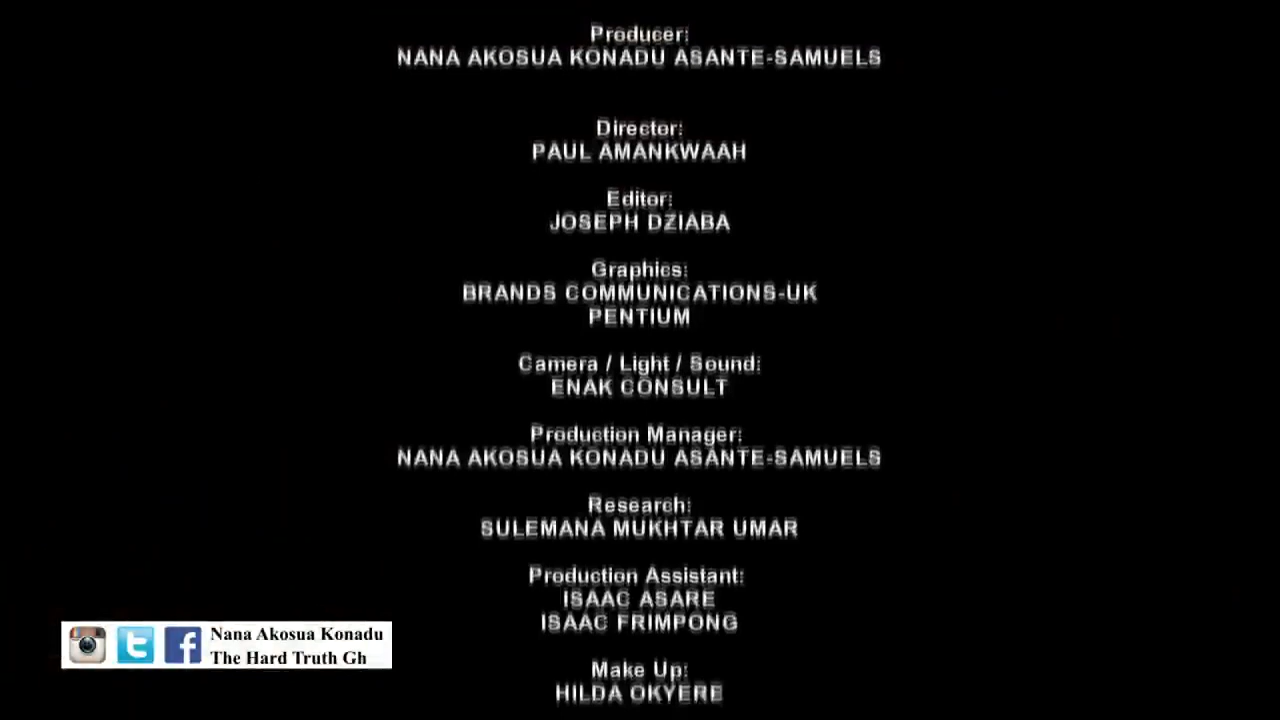 Producer:
NANA AKOSUA KONADU ASANTE-SAMUELS
Director:
PAUL AMANKWAAH
Editor:
JOSEPH DZIABA
Graphics:
BRANDS COMMUNICATIONS-UK
PENTIUM
Camera / Light / Sound:
ENAK CONSULT
Production Manager:
NANA AKOSUA KONADU ASANTE-SAMUELS
Research:
SULEMANA MUKHTAR UMAR
Production Assistant:
ISAAC ASARE
ISAAC FRIMPONG
Make Up:
HILDA OKYERE
Nana Akosua Konadu
The Hard Truth Gh